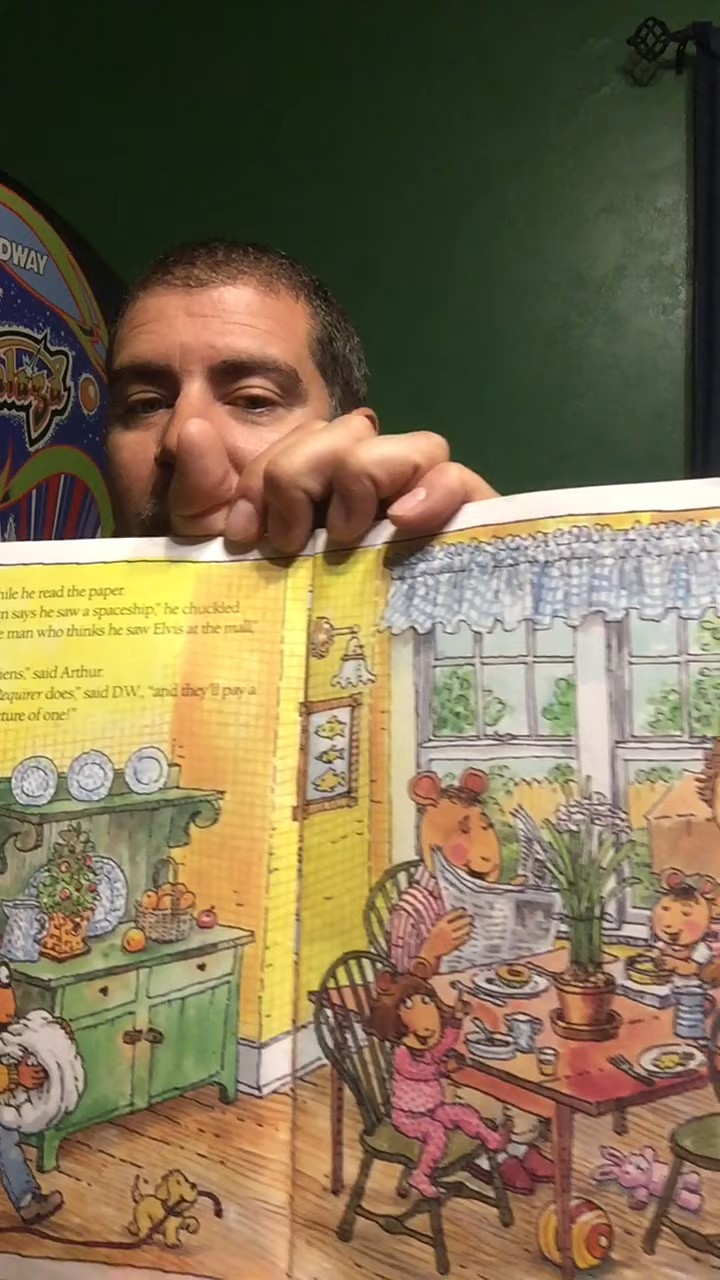 DWAY
hile he read the paper.
n says he saw a spaceship," he chuckled
e man who thinks he saw Elvis at the mall,"
iens," said Arthur.
Requirer does," said D.W., "and they'll pay a
cture of one!"